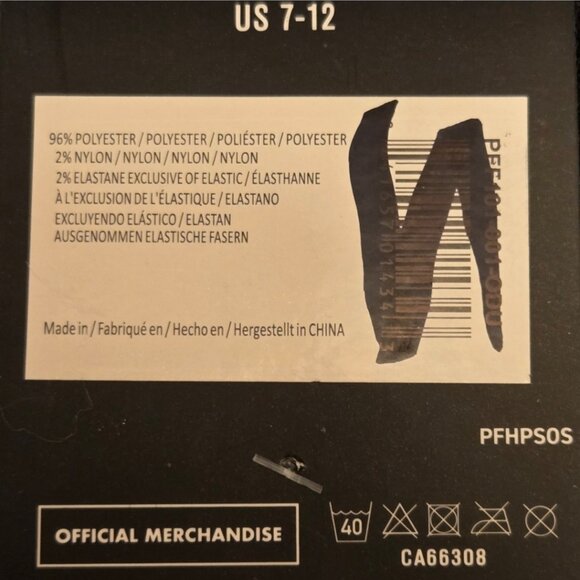 US 7-12
96% POLYESTER / POLYESTER / POLIÉSTER / POLYESTER
2% NYLON / NYLON / NYLON / NYLON
2% ELASTANE EXCLUSIVE OF ELASTIC / ÉLASTHANNE
À L'EXCLUSION DE L'ÉLASTIQUE / ELASTANO
EXCLUYENDO ELÁSTICO / ELASTAN
AUSGENOMMEN ELASTISCHE FASERN
Made in / Fabriqué en / Hecho en / Hergestellt in CHINA
PFHPSOS
OFFICIAL MERCHANDISE
40
CA66308